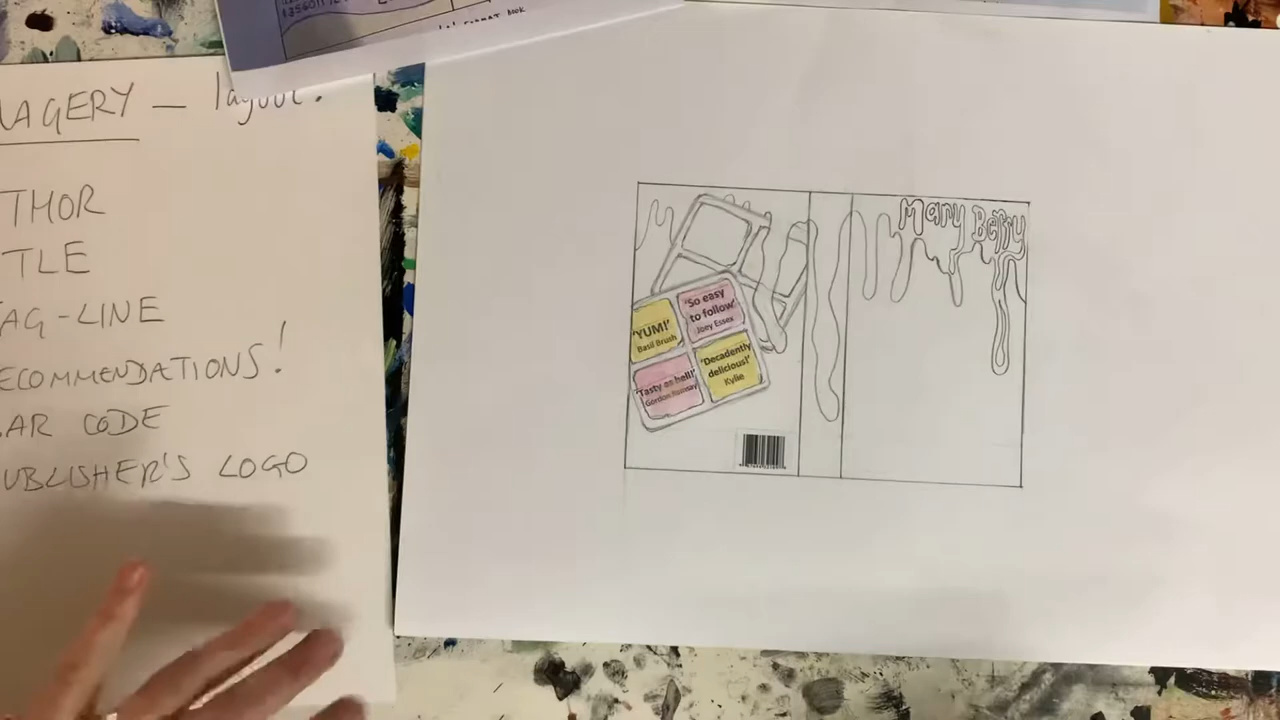 AGERY — layout.
THOR
TLE
AG-LINE
ECOMMENDATIONS!
AR CODE
UBLISHER'S LOGO
Mary Berry
'YUM!'
Basil Brush
'So easy
to follow'
Joey Essex
'Tasty as hell!'
Gordon Ramsay
'Decadently
delicious!'
Kylie